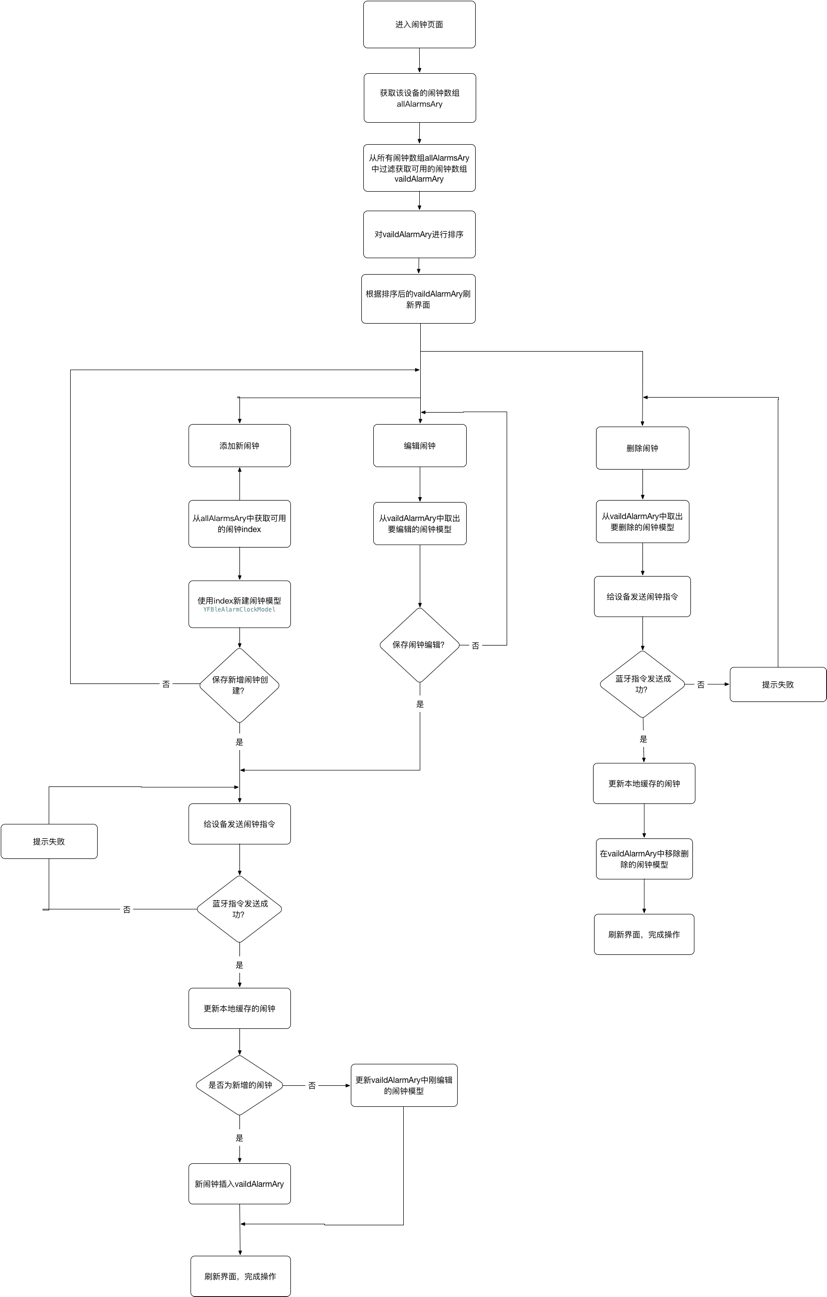 进入闹钟页面
获取该设备的闹钟数组
allAlarmsAry
从所有闹钟数组allAlarmsAry
中过滤获取可用的闹钟数组
vaildAlarmAry
对vaildAlarmAry进行排序
根据排序后的vaildAlarmAry刷
新界面
添加新闹钟
编辑闹钟
删除闹钟
从allAlarmsAry中获取可用
的闹钟index
从vaildAlarmAry中取出
要编辑的闹钟模型
从vaildAlarmAry中取出
要删除的闹钟模型
使用index新建闹钟模型
YFBleAlarmClockModel
给设备发送闹钟指令
保存闹钟编辑?
否
保存新增闹钟创
建?
否
蓝牙指令发送成
功?
否
提示失败
是
是
是
更新本地缓存的闹钟
给设备发送闹钟指令
提示失败
在vaildAlarmAry中移除删
除的闹钟模型
蓝牙指令发送成
功?
否
刷新界面，完成操作
是
更新本地缓存的闹钟
是否为新增的闹钟
否
更新vaildAlarmAry中刚编辑
的闹钟模型
是
新闹钟插入vaildAlarmAry
刷新界面，完成操作